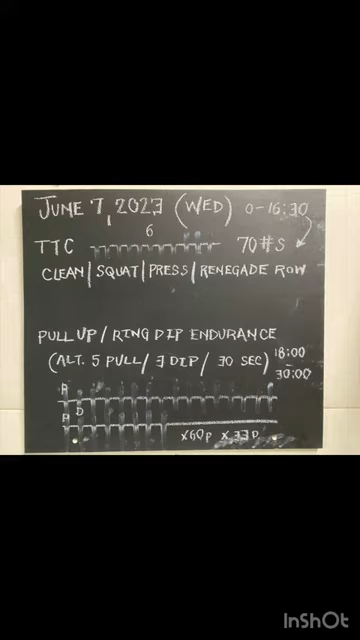 JUNE 7, 2023 (WED) 0-16:30
6
TTC 70#S
CLEAN/ SQUAT/ PRESS/ RENEGADE ROW
PULL UP / RING DIP ENDURANCE
(ALT. 5 PULL/ 3 DIP/ 30 SEC) 18:00
- 30:00
P P
P D
x60p x33D
InShOt